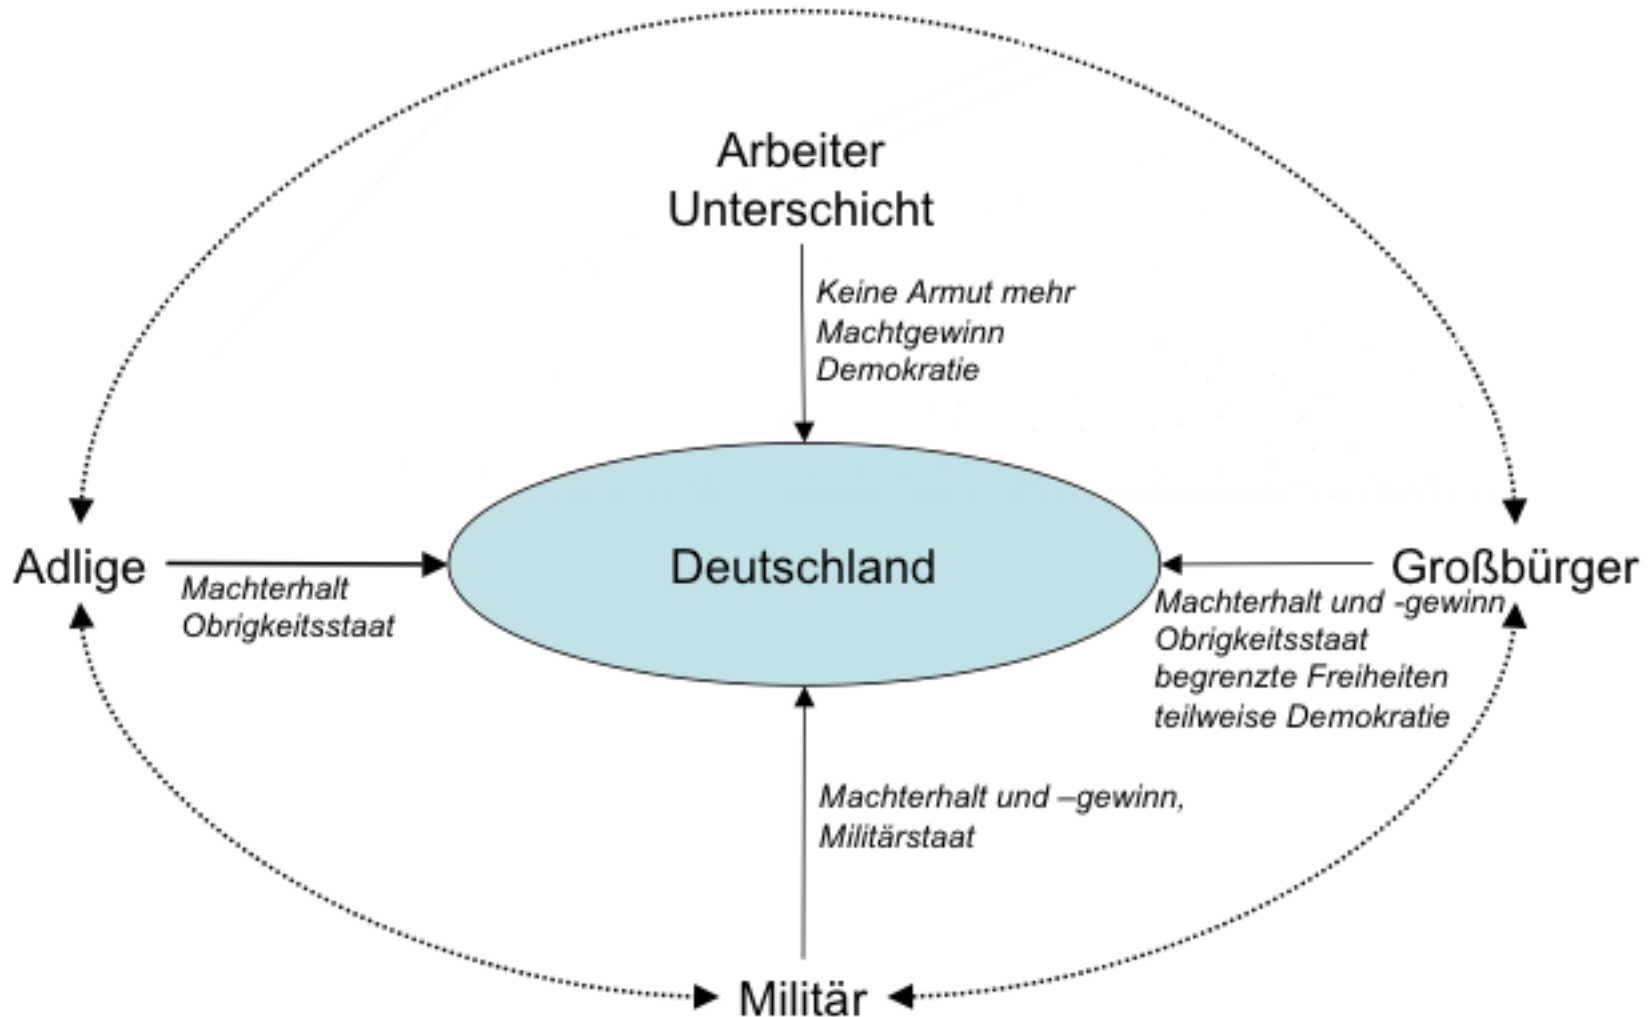 Arbeiter
Unterschicht
Keine Armut mehr
Machtgewinn
Demokratie
Adlige
Machterhalt
Obrigkeitsstaat
Deutschland
Großbürger
Machterhalt und -gewinn
Obrigkeitsstaat
begrenzte Freiheiten
teilweise Demokratie
Machterhalt und –gewinn,
Militärstaat
Militär